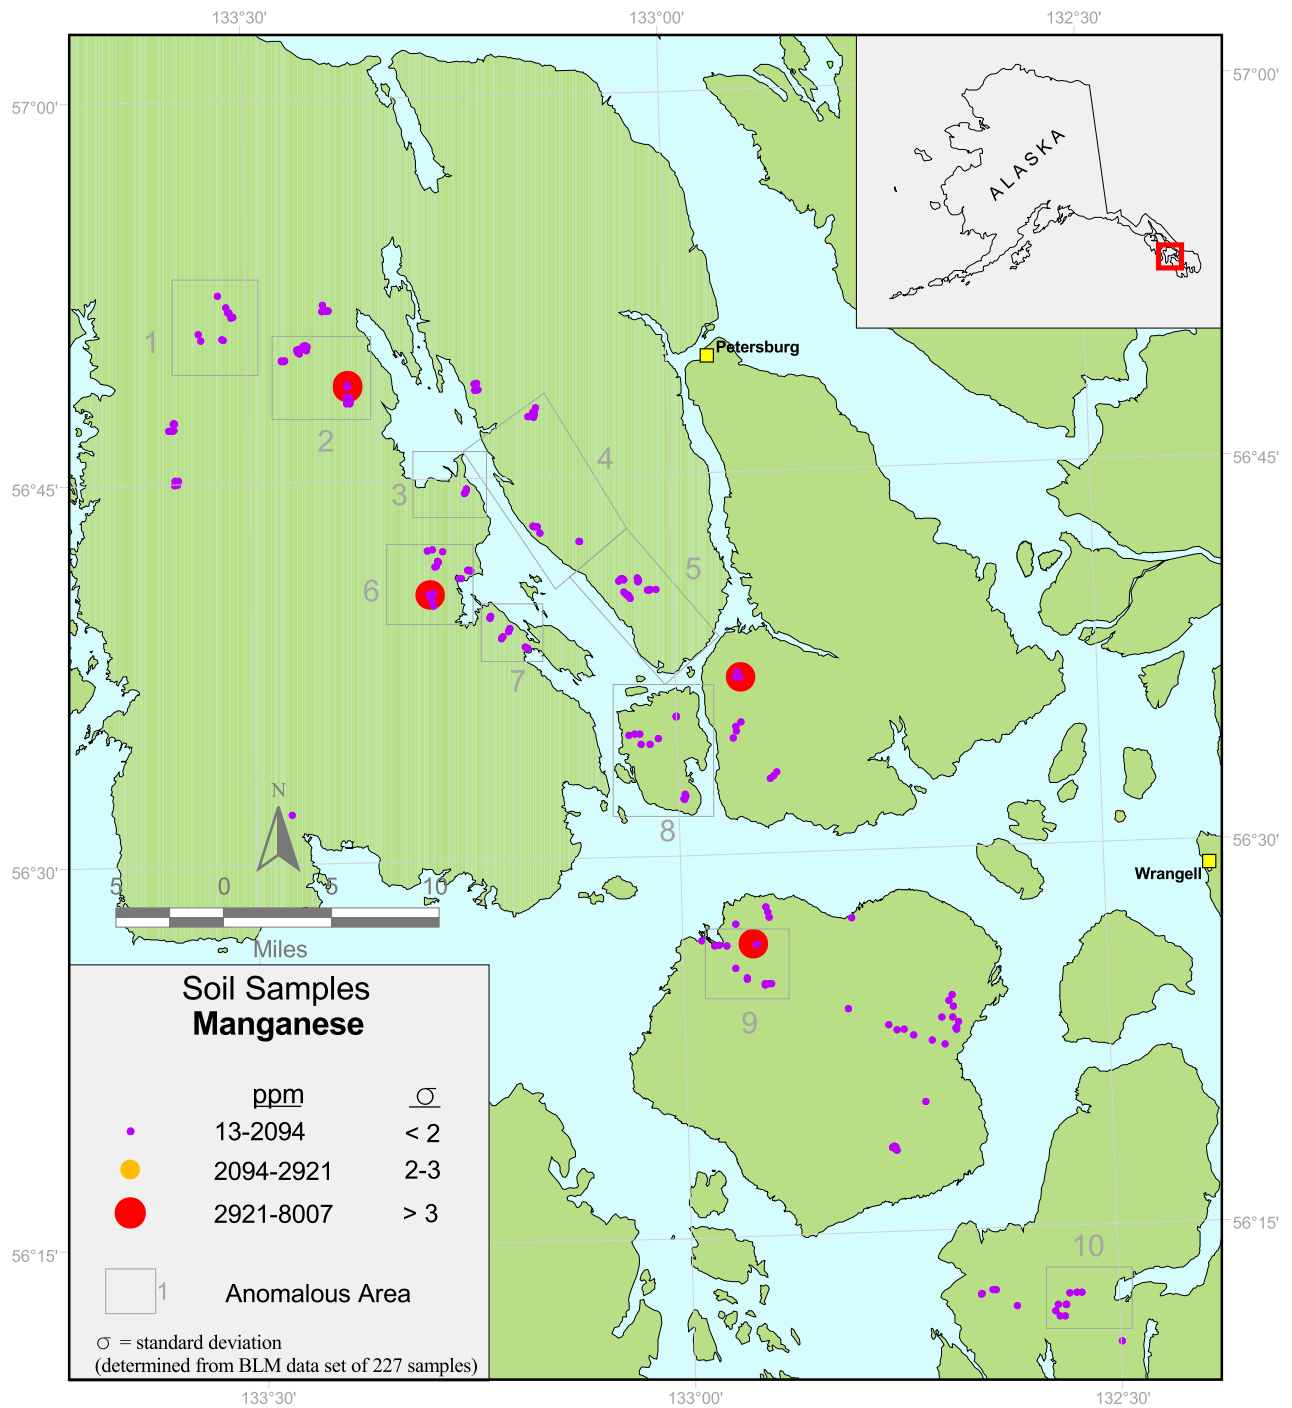 133°30' 133°00' 132°30'
57°00' 57°00'
ALASKA
Petersburg
1
2
3
4
5
6
7
8
9
10
56°45' 56°45'
N
56°30' 56°30'
5 0 5 10
Miles
Wrangell
Soil Samples
Manganese
ppm σ
13-2094 < 2
2094-2921 2-3
2921-8007 > 3
1 Anomalous Area
σ = standard deviation
(determined from BLM data set of 227 samples)
56°15' 56°15'
133°30' 133°00' 132°30'